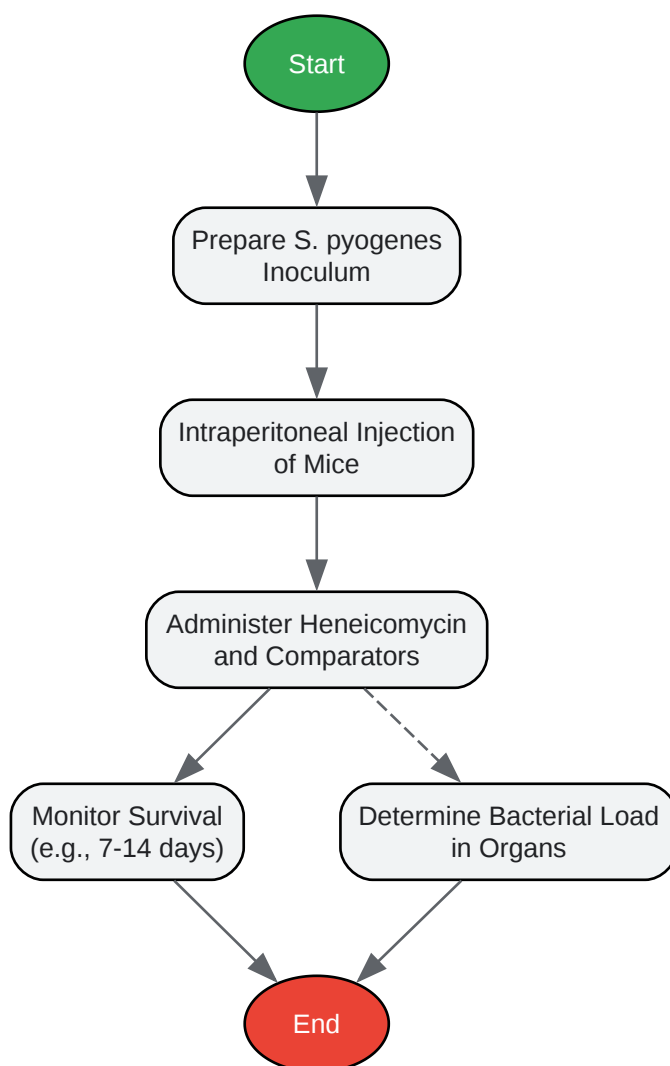 Start
Prepare S. pyogenes
Inoculum
Intraperitoneal Injection
of Mice
Administer Heneicomycin
and Comparators
Monitor Survival
(e.g., 7-14 days)
Determine Bacterial Load
in Organs
End